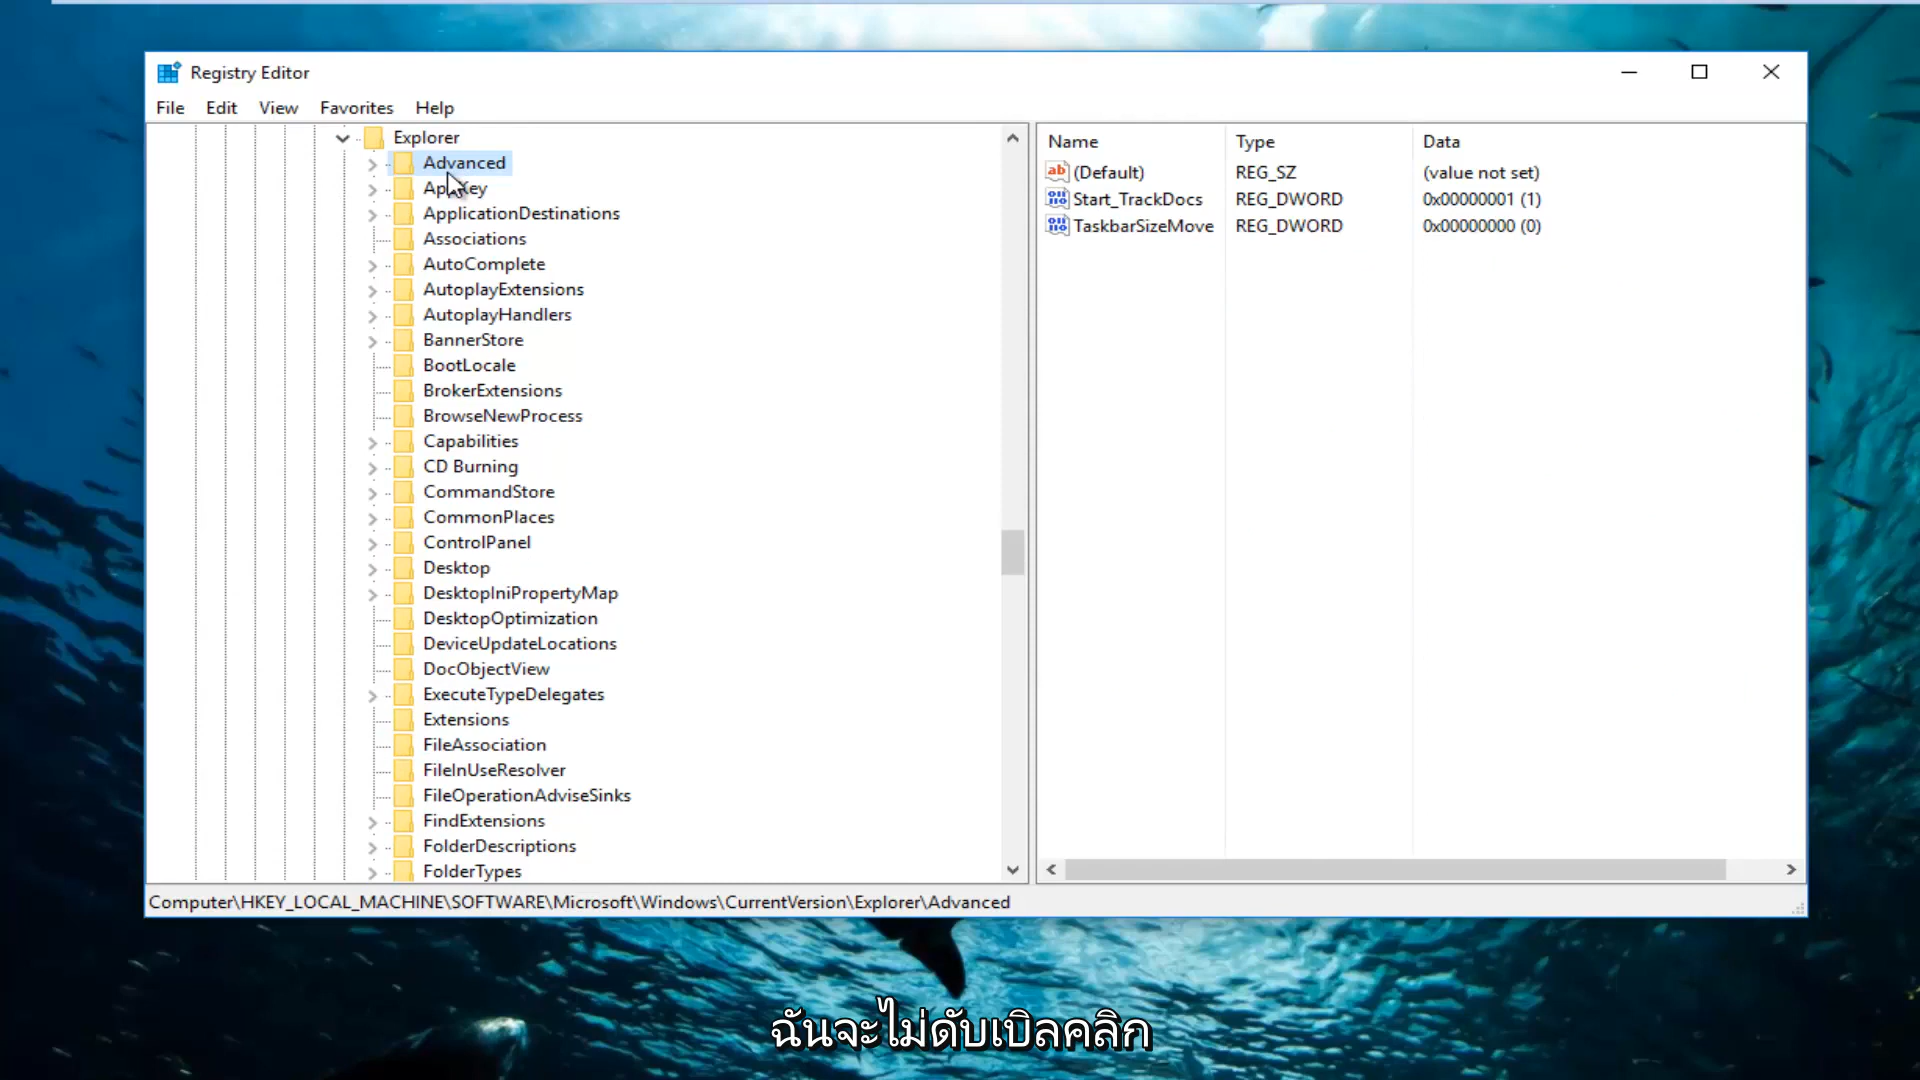 Registry Editor
File Edit View Favorites Help
Explorer
Advanced
ApplicationDestinations
Associations
AutoComplete
AutoplayExtensions
AutoplayHandlers
BannerStore
BootLocale
BrokerExtensions
BrowseNewProcess
Capabilities
CD Burning
CommandStore
CommonPlaces
ControlPanel
Desktop
DesktopIniPropertyMap
DesktopOptimization
DeviceUpdateLocations
DocObjectView
ExecuteTypeDelegates
Extensions
FileAssociation
FileInUseResolver
FileOperationAdviseSinks
FindExtensions
FolderDescriptions
FolderTypes
Name Type Data
(Default) REG_SZ (value not set)
Start_TrackDocs REG_DWORD 0x00000001 (1)
TaskbarSizeMove REG_DWORD 0x00000000 (0)
Computer\HKEY_LOCAL_MACHINE\SOFTWARE\Microsoft\Windows\CurrentVersion\Explorer\Advanced
ฉันจะไม่ดับเบิลคลิก